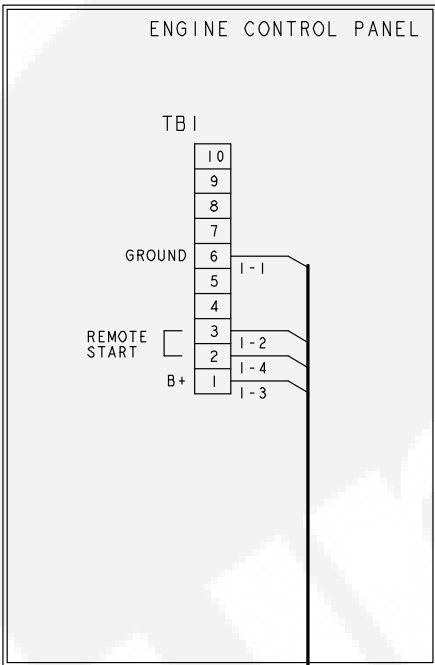 ENGINE CONTROL PANEL
TB1
10
9
8
7
GROUND 6
1-1
5
4
REMOTE START
3
1-2
2
1-4
B+ 1
1-3